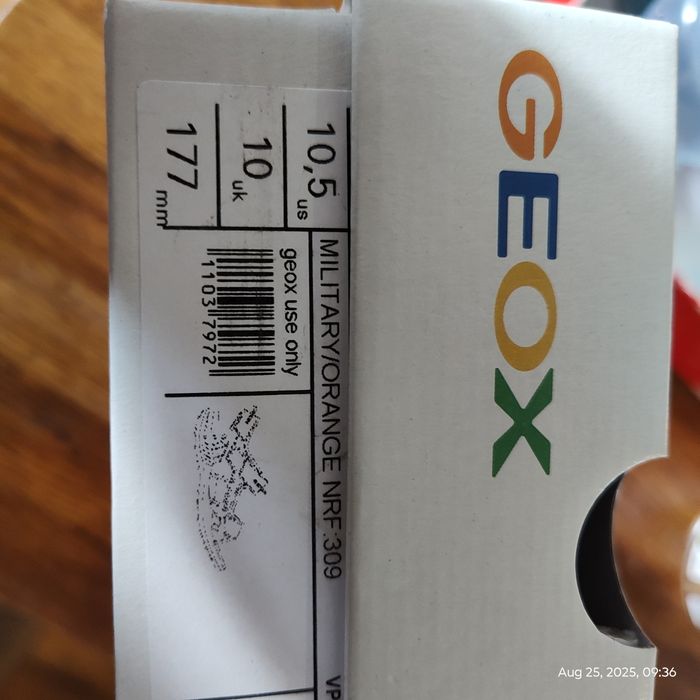 GEOX
MILITARY/ORANGE NRF:309
VP
10,5 us
10 uk
177 mm
geox use only
1103 7972
Aug 25, 2025, 09:36